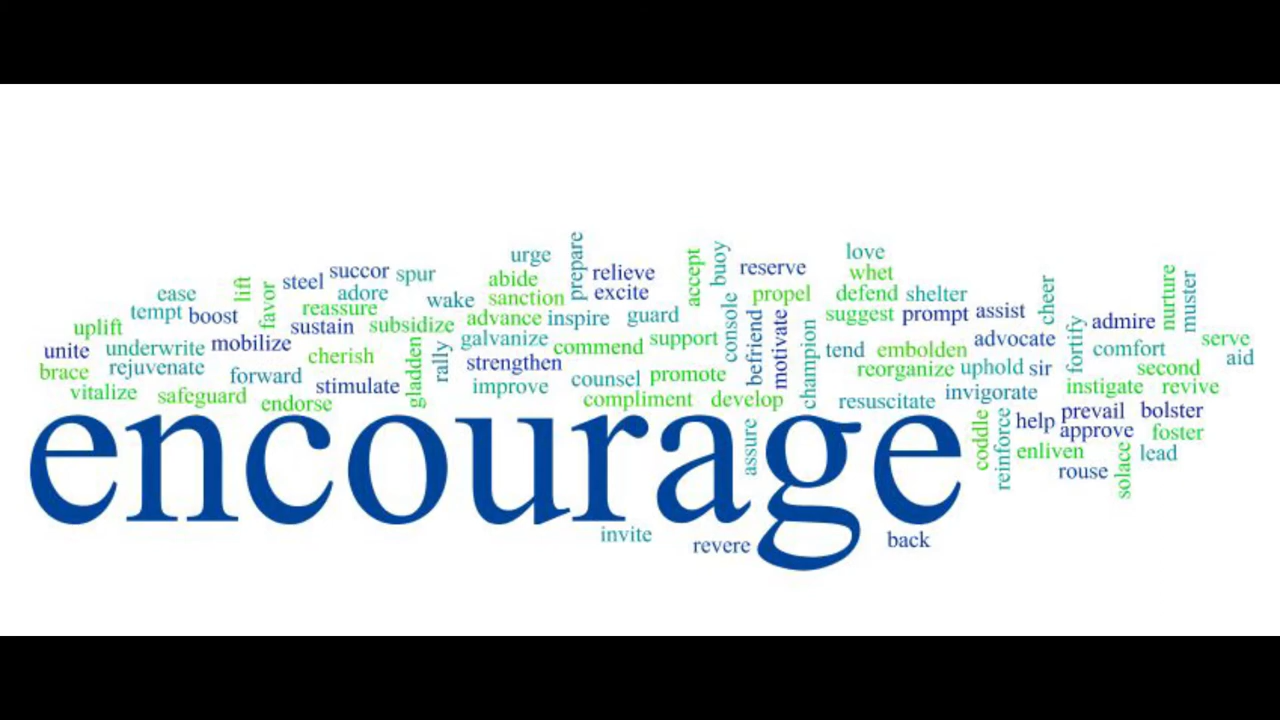 urge
prepare
love
succor
spur
steel
relieve
accept
buoy
reserve
whet
cheer
nurture
muster
lift
favor
ease
adore
abide
excite
propel
defend
shelter
tempt
boost
reassure
wake
sanction
console
suggest
prompt
assist
uplift
sustain
subsidize
advance
inspire
guard
admire
unite
underwrite
mobilize
galvanize
commend
support
befriend
motivate
champion
tend
embolden
advocate
fortify
comfort
serve
aid
brace
rejuvenate
cherish
gladden
rally
strengthen
reorganize
uphold
sir
second
vitalize
safeguard
forward
stimulate
improve
counsel
promote
invigorate
instigate
revive
endorse
compliment
develop
resuscitate
encourage
assure
coddle
reinforce
help
prevail
bolster
approve
foster
enliven
solace
lead
rouse
invite
revere
back